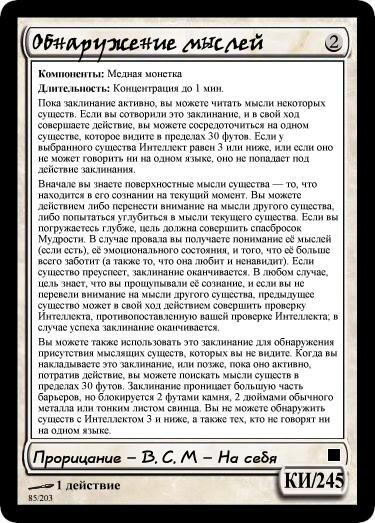 Обнаружение мыслей
2
Компоненты: Медная монетка
Длительность: Концентрация до 1 мин.
Пока заклинание активно, вы можете читать мысли некоторых
существ. Если вы сотворили это заклинание, и в свой ход
совершаете действие, вы можете сосредоточиться на одном
существе, которое видите в пределах 30 футов. Если у
выбранного существа Интеллект равен 3 или ниже, или если оно
не может говорить ни на одном языке, оно не попадает под
действие заклинания.
Вначале вы знаете поверхностные мысли существа — то, что
находится в его сознании на текущий момент. Вы можете
действием либо перенести внимание на мысли другого существа,
либо попытаться углубиться в мысли текущего существа. Если вы
погружаетесь глубже, цель должна совершить спасбросок
Мудрости. В случае провала вы получаете понимание её мыслей
(если есть), её эмоционального состояния, и того, что её больше
всего заботит (а также то, что она любит и ненавидит). Если
существо преуспеет, заклинание оканчивается. В любом случае,
цель знает, что вы прощупывали её сознание, и если вы не
перевели внимание на мысли другого существа, предыдущее
существо может в свой ход действием совершить проверку
Интеллекта, противопоставленную вашей проверке Интеллекта; в
случае успеха заклинание оканчивается.
Вы можете также использовать это заклинание для обнаружения
присутствия мыслящих существ, которых вы не видите. Когда вы
накладываете это заклинание, или позже, пока оно активно,
потратив действие, вы можете поискать существ в
пределах 30 футов. Заклинание проницает большую часть
барьеров, но блокируется 2 футами камня, 2 дюймами обычного
металла или тонким листом свинца. Вы не можете обнаружить
существ с Интеллектом 3 и ниже, а также тех, кто не говорят ни
на одном языке.
Прорицание – В, С, М – На себя
1 действие
КИ/245
85/203